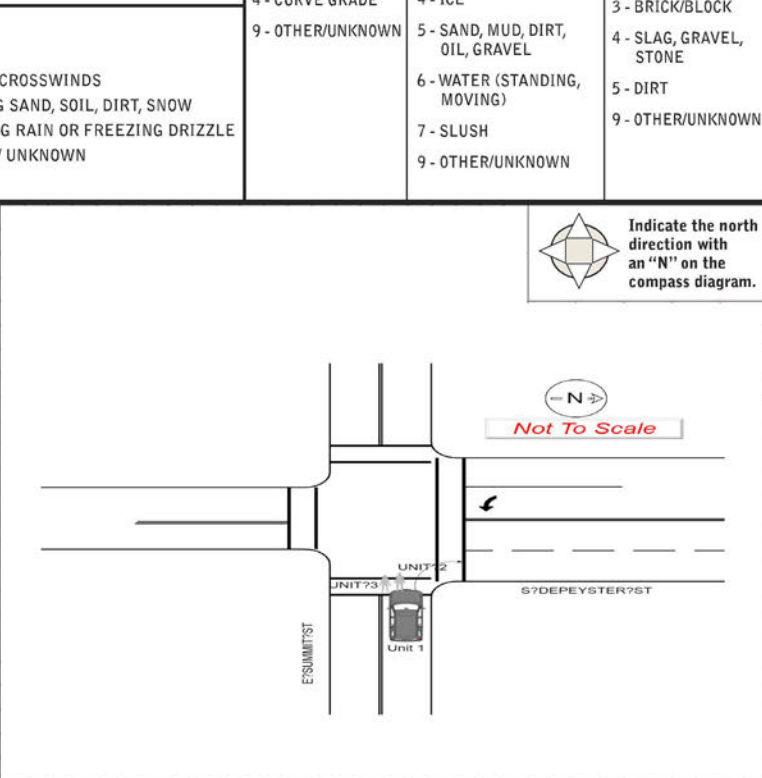 4 - CURVE GRADE
9 - OTHER/UNKNOWN
4 - ICE
5 - SAND, MUD, DIRT,
OIL, GRAVEL
6 - WATER (STANDING,
MOVING)
7 - SLUSH
9 - OTHER/UNKNOWN
3 - BRICK/BLOCK
4 - SLAG, GRAVEL,
STONE
5 - DIRT
9 - OTHER/UNKNOWN
CROSSWINDS
G SAND, SOIL, DIRT, SNOW
G RAIN OR FREEZING DRIZZLE
/ UNKNOWN
Indicate the north
direction with
an “N” on the
compass diagram.
N
Not To Scale
UNIT?2
UNIT?3
S?DEPEYSTER?ST
E?SUMMIT?ST
Unit 1